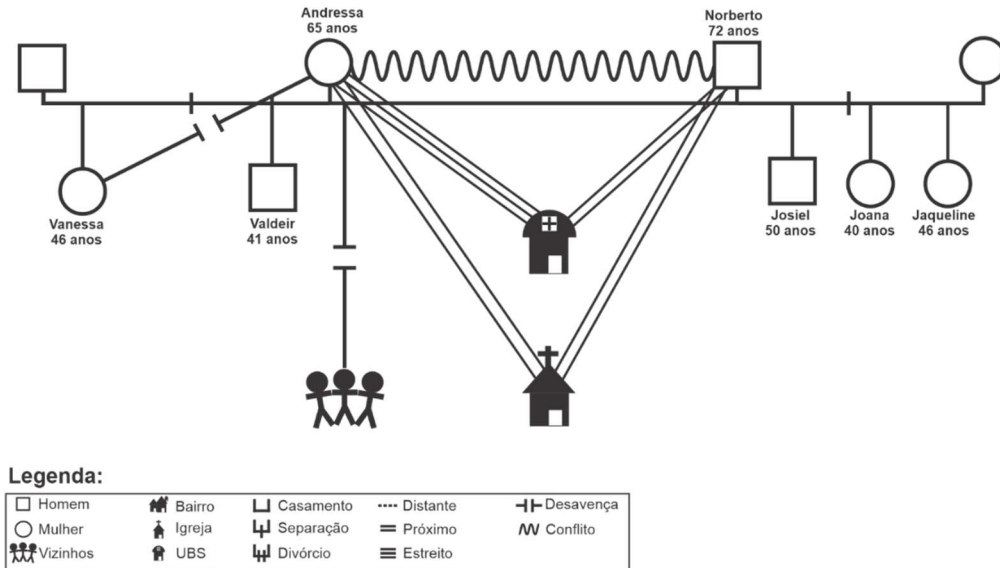 Andressa
65 anos
Norberto
72 anos
Vanessa
46 anos
Valdeir
41 anos
Josiel
50 anos
Joana
40 anos
Jaqueline
46 anos
Legenda:
Homem
Bairro
Casamento
Distante
Desavença
Mulher
Igreja
Separação
Próximo
Conflito
Vizinhos
UBS
Divórcio
Estreito